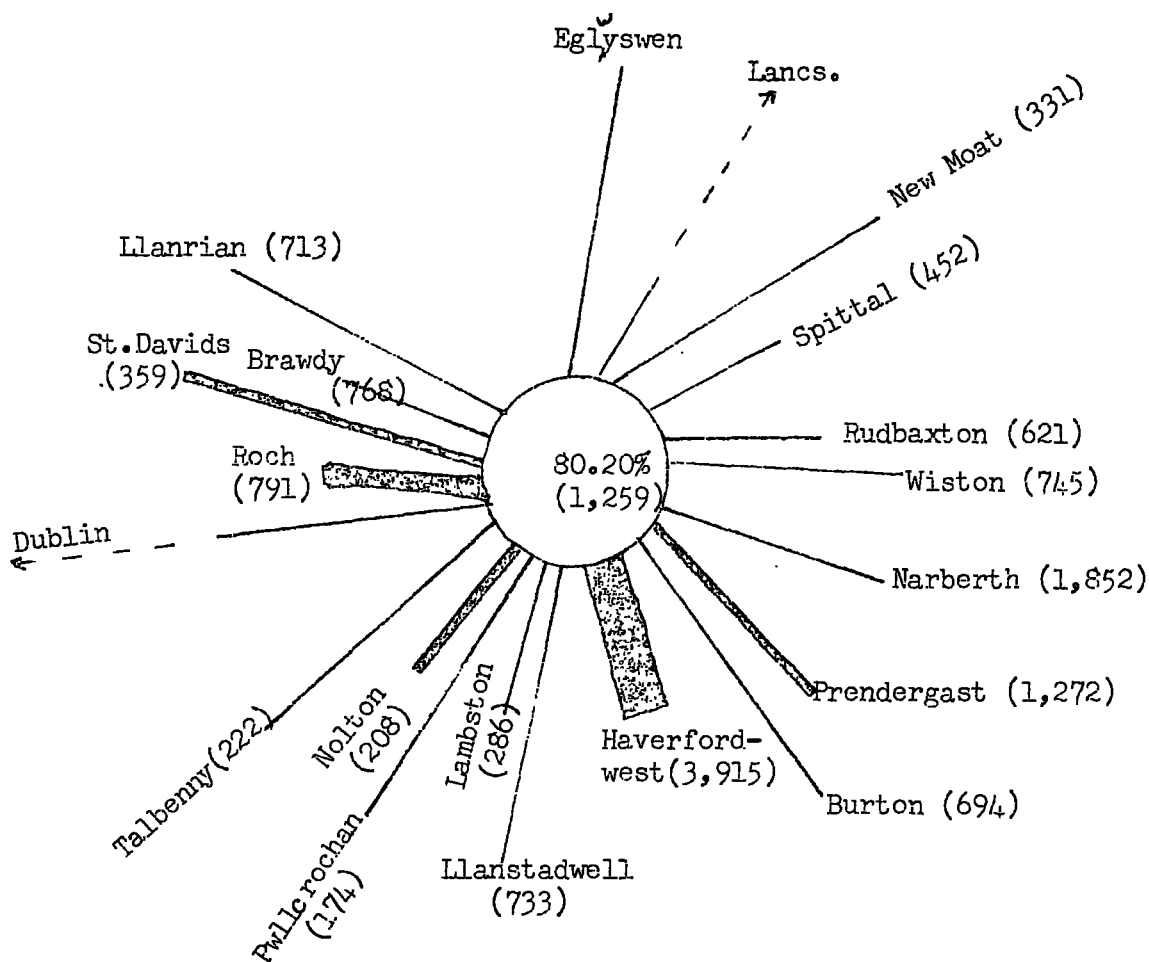 w
Eglyswen
Lancs.
New Moat (331)
Llanrian (713)
Spittal (452)
St.Davids
(359)
Brawdy
(768)
Rudbaxton (621)
Roch
(791)
80.20%
(1,259)
Wiston (745)
Dublin
Narberth (1,852)
Prendergast (1,272)
Nolton
(208)
Lambston
(286)
Haverford-
west(3,915)
Talbenny(222)
Burton (694)
Pwllcrochan
(174)
Llanstadwell
(733)